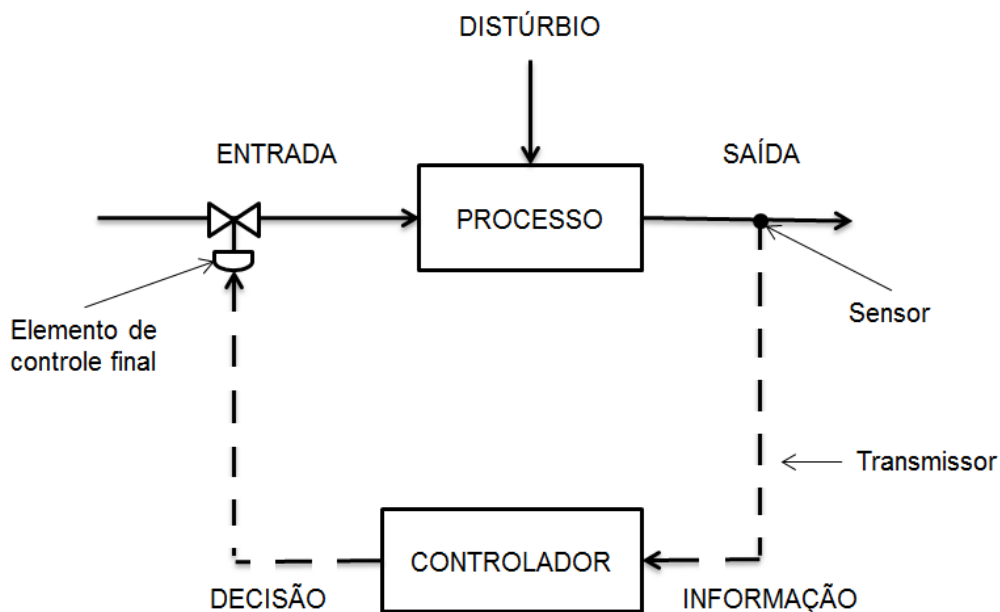 DISTÚRBIO
ENTRADA
SAÍDA
PROCESSO
Sensor
Elemento de
controle final
Transmissor
CONTROLADOR
DECISÃO
INFORMAÇÃO